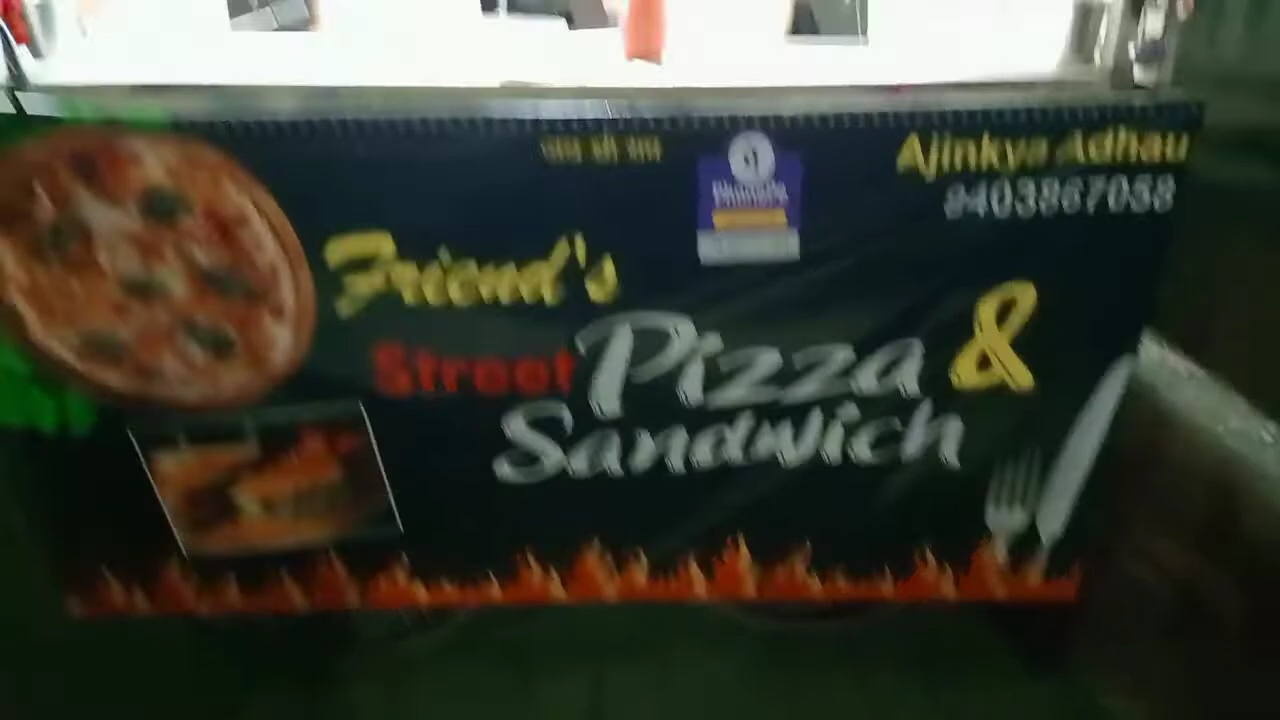 Ajinkya Adhau
9403867058
Friend's
Street Pizza &
Sandwich